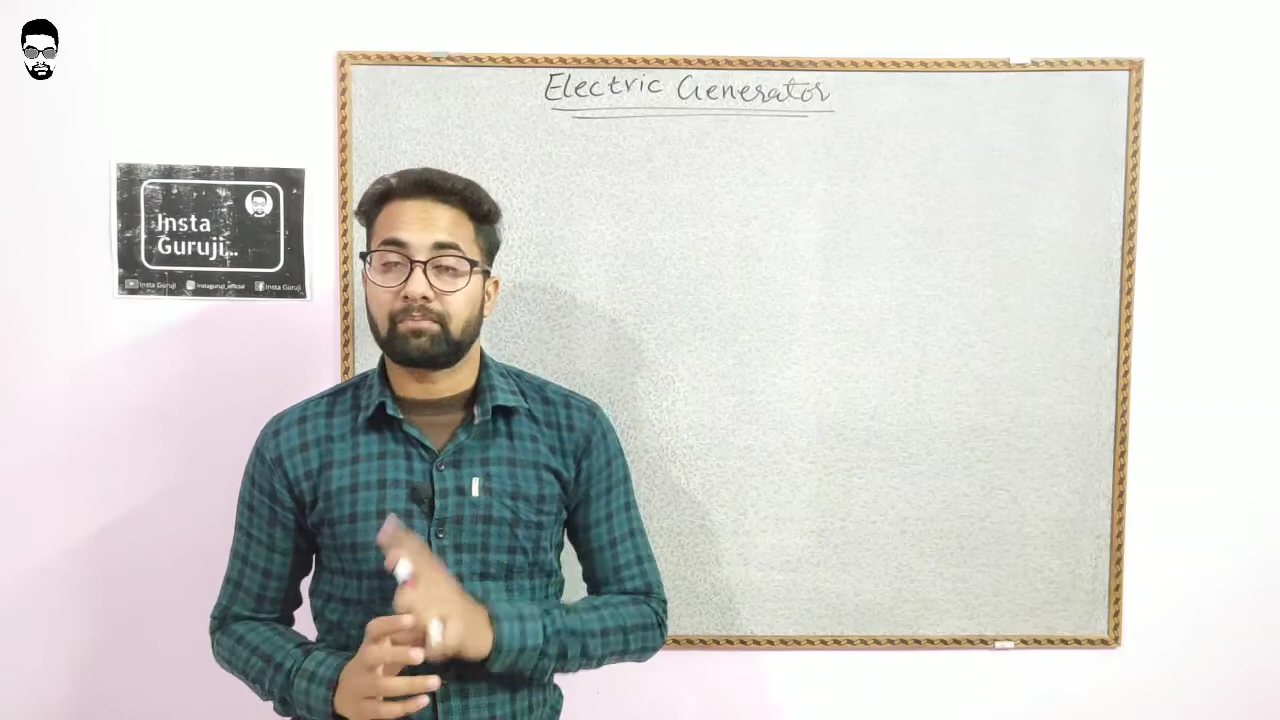 Electric Generator
Insta
Guruji...
Insta Guruji
instaguruji_official
Insta Guruji